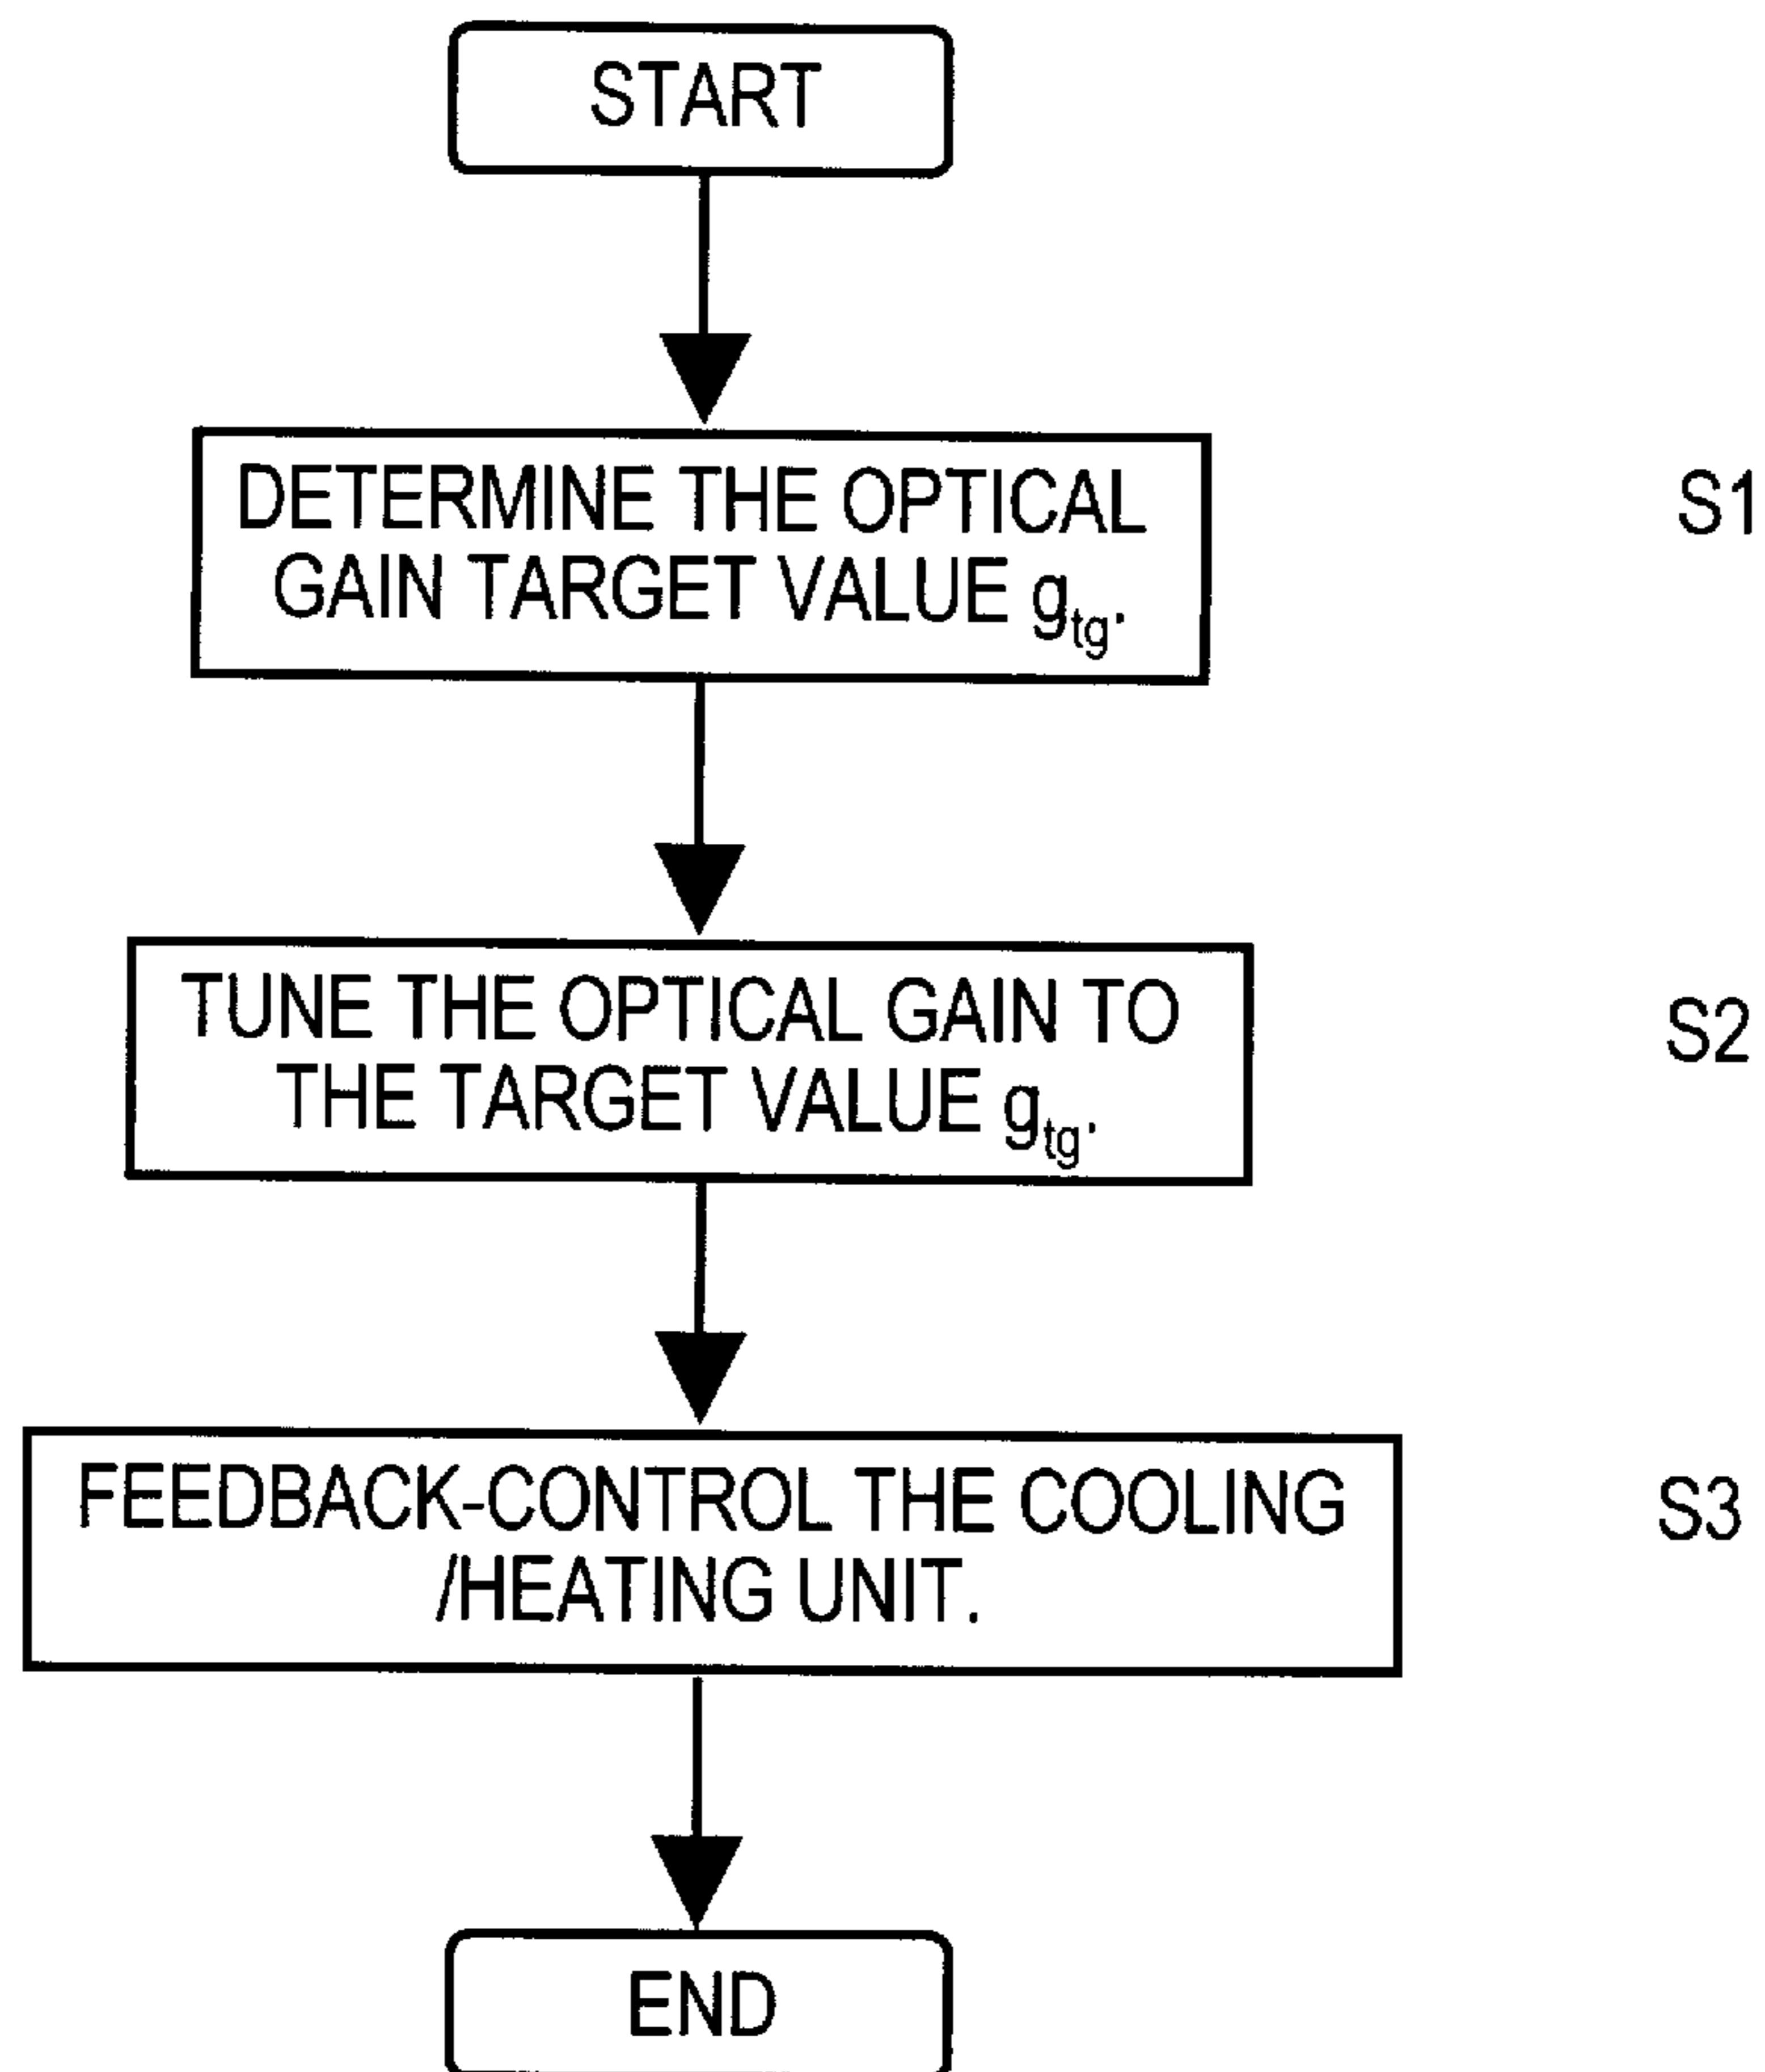 START
DETERMINE THE OPTICAL
GAIN TARGET VALUE gtg.
S1
TUNE THE OPTICAL GAIN TO
THE TARGET VALUE gtg.
S2
FEEDBACK-CONTROL THE COOLING
/HEATING UNIT.
S3
END